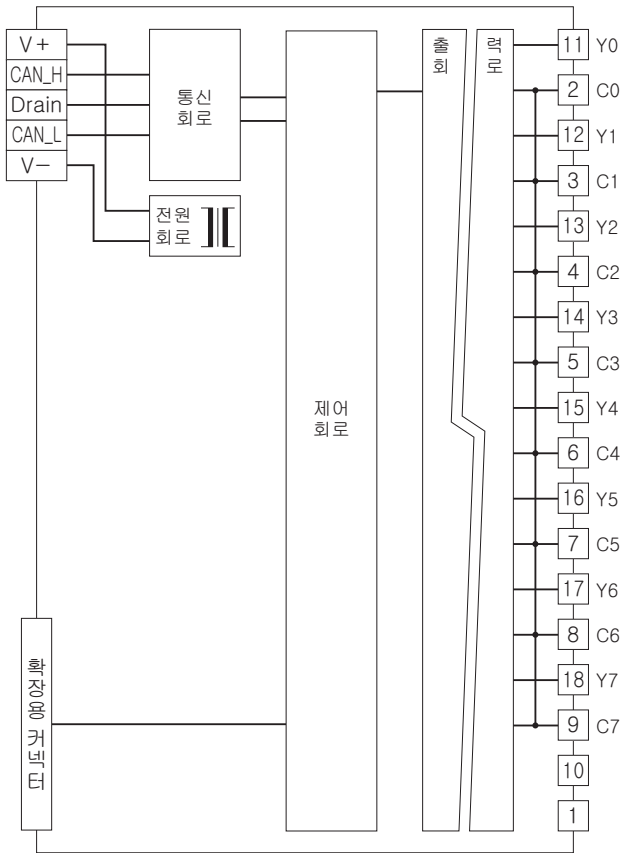 V+
CAN_H
Drain
CAN_L
V−
통신
회로
전원
회로
제어
회로
출 력
회 로
확장용 커넥터
11 Y0
2 C0
12 Y1
3 C1
13 Y2
4 C2
14 Y3
5 C3
15 Y4
6 C4
16 Y5
7 C5
17 Y6
8 C6
18 Y7
9 C7
10
1